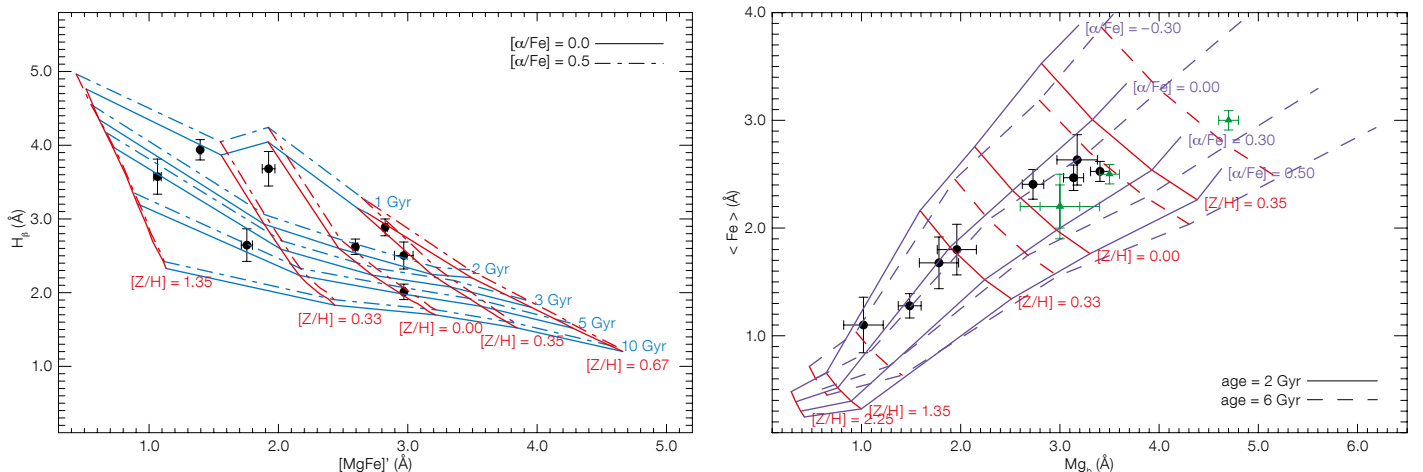 [α/Fe] = 0.0
[α/Fe] = 0.5
5.0
4.0
3.0
2.0
1.0
Hβ (Å)
1 Gyr
2 Gyr
3 Gyr
5 Gyr
10 Gyr
[Z/H] = 1.35
[Z/H] = 0.33
[Z/H] = 0.00
[Z/H] = 0.35
[Z/H] = 0.67
1.0 2.0 3.0 4.0 5.0
[MgFe]' (Å)
4.0
3.0
2.0
1.0
< Fe > (Å)
[α/Fe] = −0.30
[α/Fe] = 0.00
[α/Fe] = 0.30
[α/Fe] = 0.50
[Z/H] = 0.35
[Z/H] = 0.00
[Z/H] = 0.33
[Z/H] = 1.35
[Z/H] = 2.25
age = 2 Gyr
age = 6 Gyr
1.0 2.0 3.0 4.0 5.0 6.0
Mgb (Å)